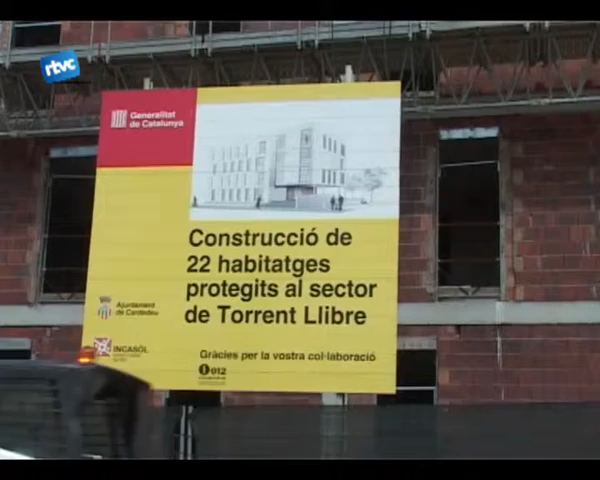 rtvc
Generalitat
de Catalunya
Construcció de
22 habitatges
protegits al sector
de Torrent Llibre
Ajuntament
de Cardedeu
INCASÒL
Gràcies per la vostra col·laboració
012